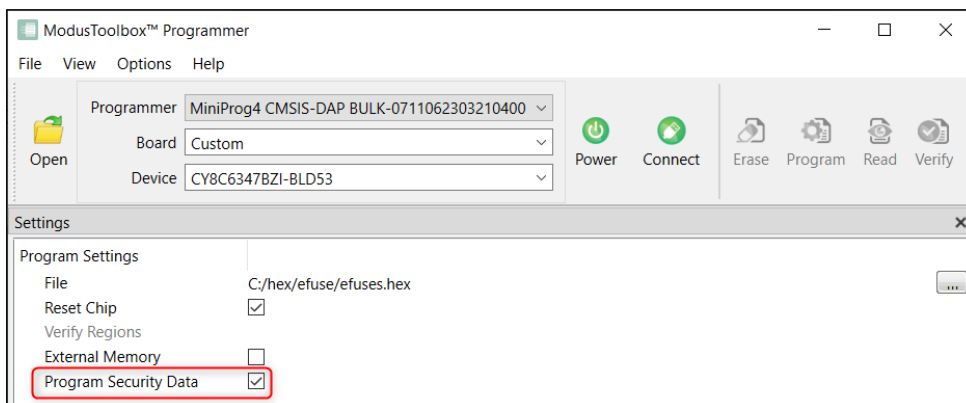 ModusToolbox™ Programmer
File View Options Help
Programmer MiniProg4 CMSIS-DAP BULK-0711062303210400
Board Custom
Device CY8C6347BZI-BLD53
Open Power Connect Erase Program Read Verify
Settings
Program Settings
File C:/hex/efuse/efuses.hex
...
Reset Chip
Verify Regions
External Memory
Program Security Data